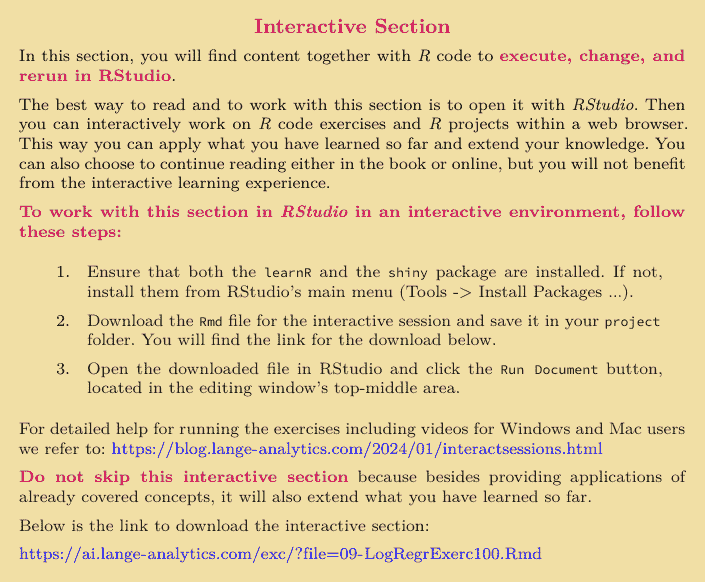 Interactive Section
In this section, you will find content together with R code to execute, change, and
rerun in RStudio.
The best way to read and to work with this section is to open it with RStudio. Then
you can interactively work on R code exercises and R projects within a web browser.
This way you can apply what you have learned so far and extend your knowledge. You
can also choose to continue reading either in the book or online, but you will not benefit
from the interactive learning experience.
To work with this section in RStudio in an interactive environment, follow
these steps:
1. Ensure that both the learnR and the shiny package are installed. If not,
install them from RStudio's main menu (Tools -> Install Packages ...).
2. Download the Rmd file for the interactive session and save it in your project
folder. You will find the link for the download below.
3. Open the downloaded file in RStudio and click the Run Document button,
located in the editing window's top-middle area.
For detailed help for running the exercises including videos for Windows and Mac users
we refer to: https://blog.lange-analytics.com/2024/01/interactsessions.html
Do not skip this interactive section because besides providing applications of
already covered concepts, it will also extend what you have learned so far.
Below is the link to download the interactive section:
https://ai.lange-analytics.com/exc/?file=09-LogRegrExerc100.Rmd